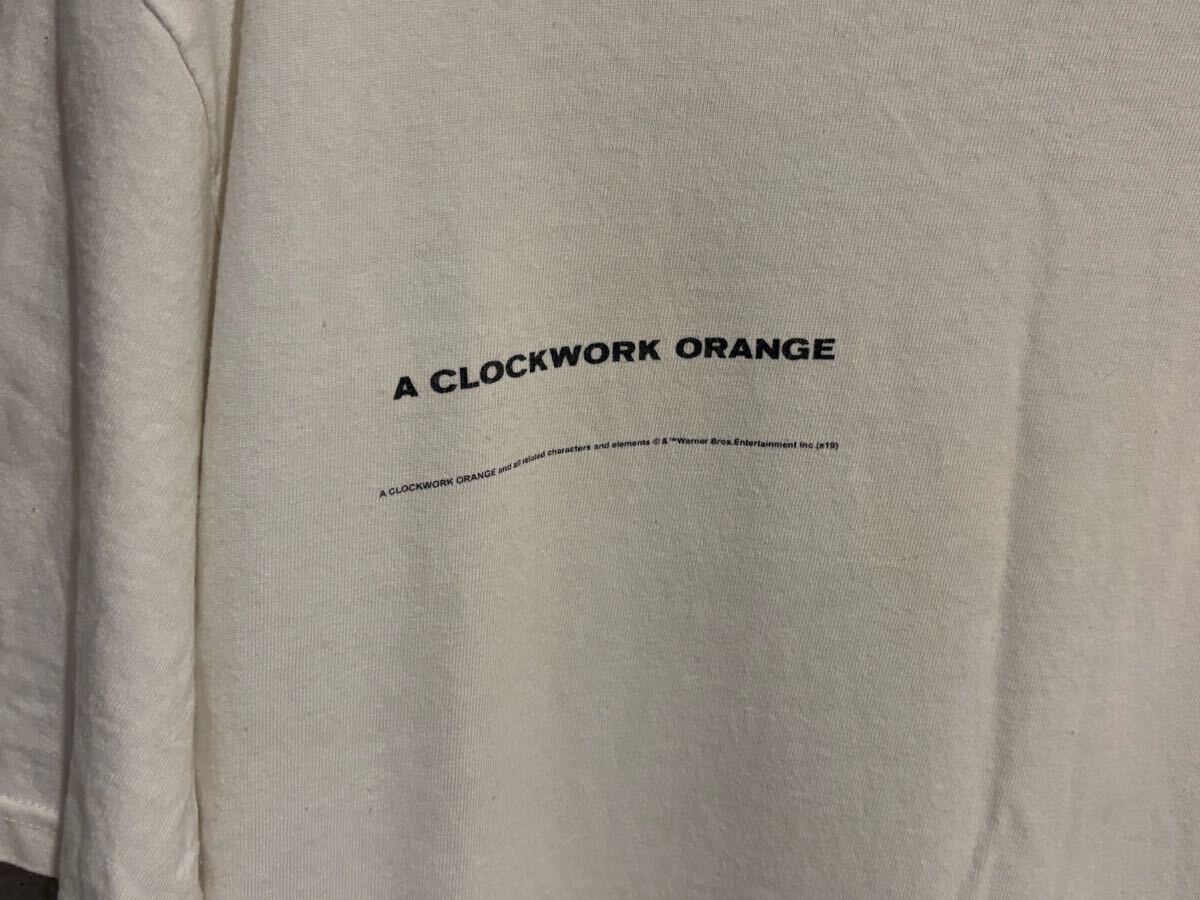 A CLOCKWORK ORANGE
A CLOCKWORK ORANGE and all related characters and elements © & ™Warner Bros.Entertainment Inc (s19)